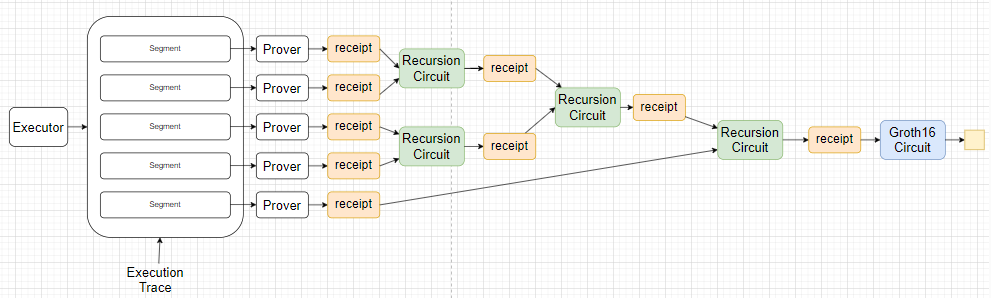 Segment
Prover
receipt
Segment
Prover
receipt
Recursion
Circuit
receipt
Executor
Segment
Prover
receipt
Segment
Prover
receipt
Recursion
Circuit
receipt
Recursion
Circuit
receipt
Segment
Prover
receipt
Recursion
Circuit
receipt
Groth16
Circuit
Execution
Trace